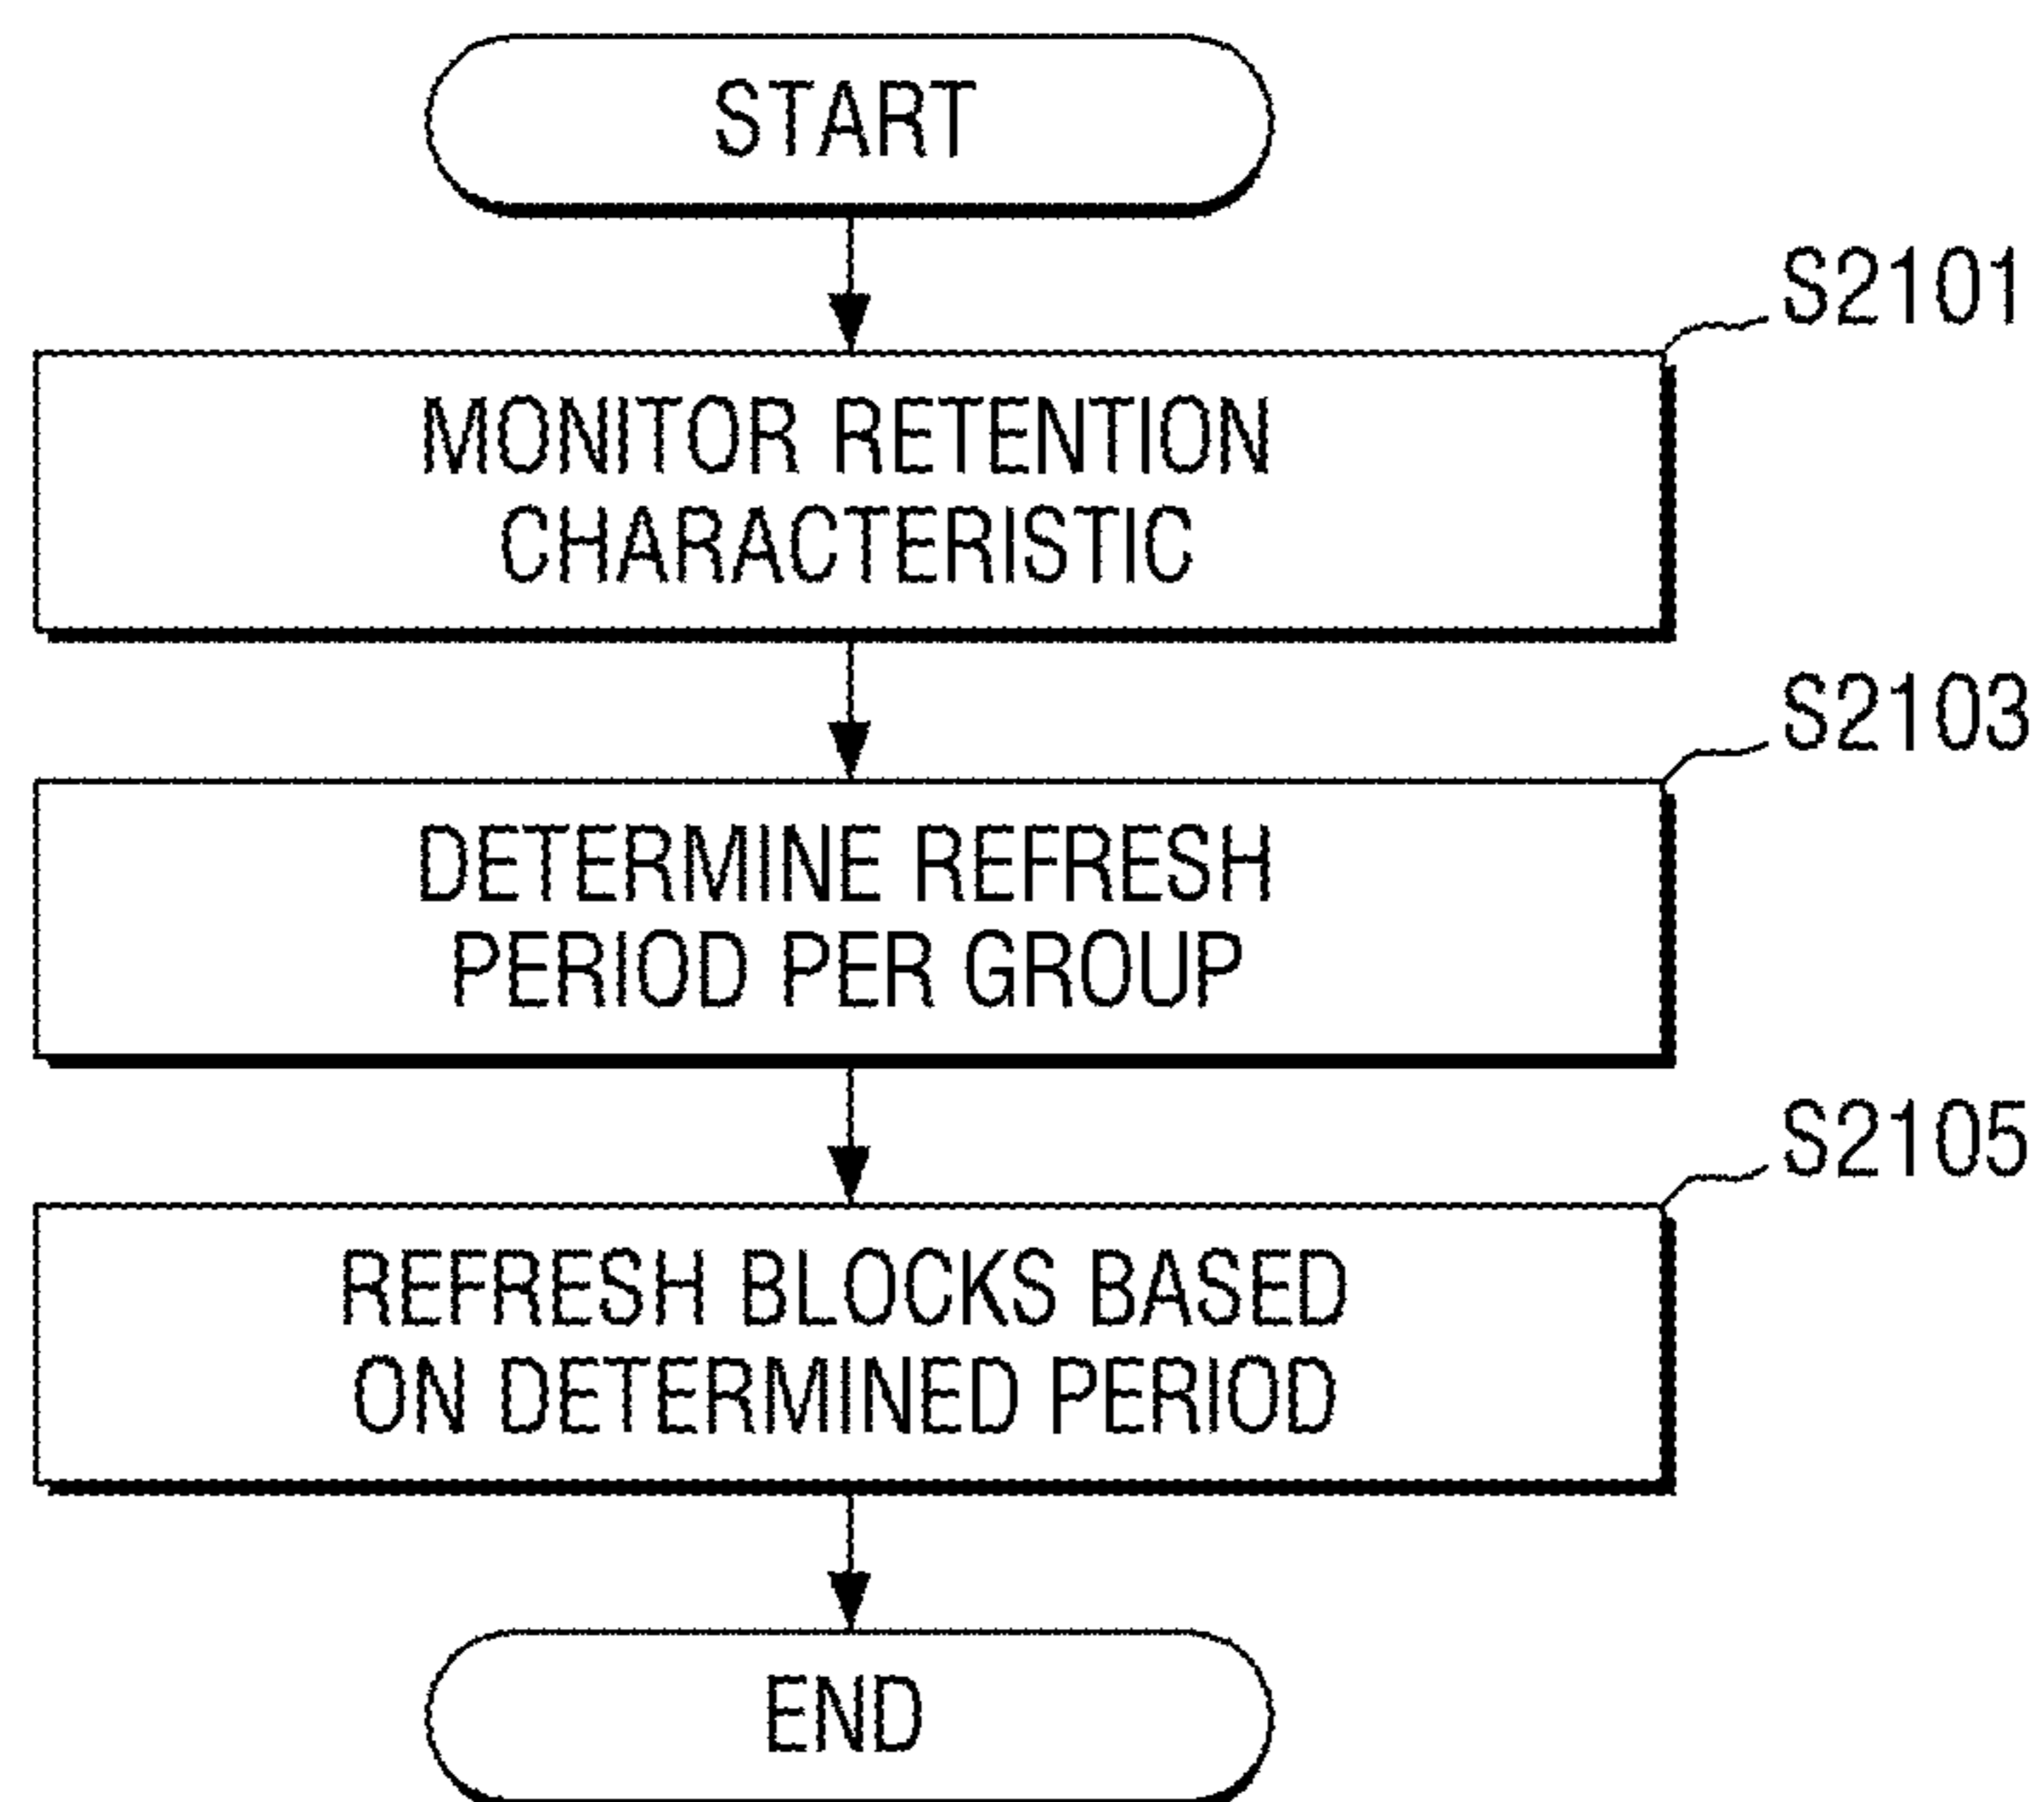 START
S2101
MONITOR RETENTION
CHARACTERISTIC
S2103
DETERMINE REFRESH
PERIOD PER GROUP
S2105
REFRESH BLOCKS BASED
ON DETERMINED PERIOD
END